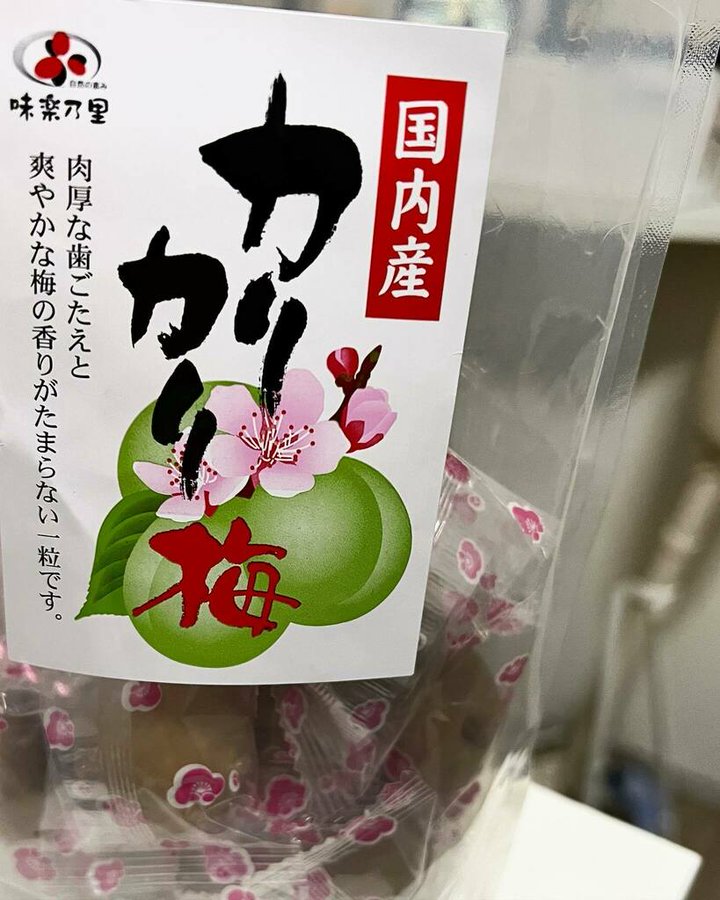 自然の恵み
味楽乃里
国内産
カリカリ
梅
肉厚な歯ごたえと
爽やかな梅の香りがたまらない一粒です。